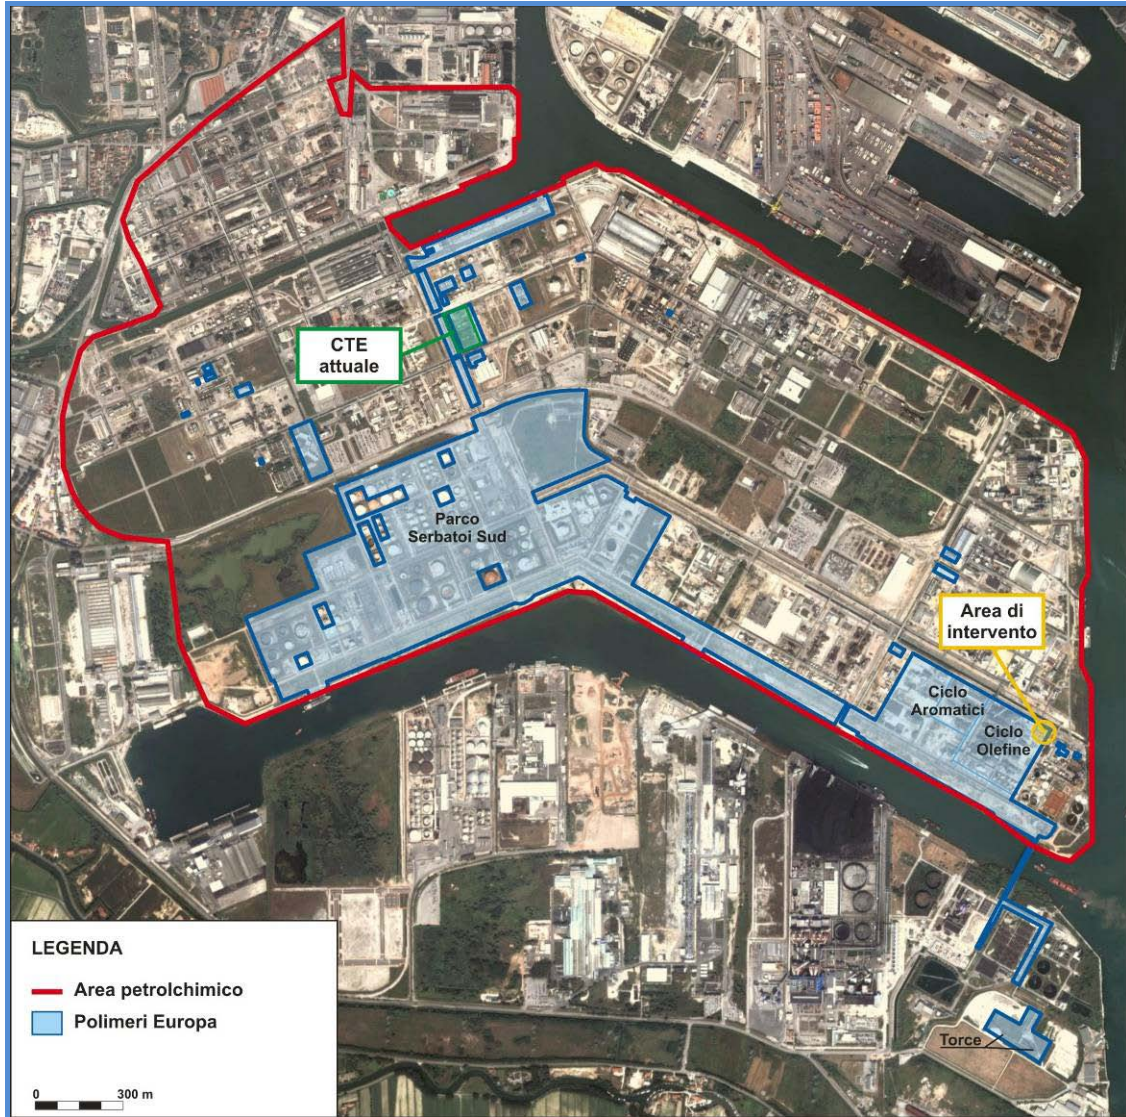 CTE
attuale
Parco
Serbatoi Sud
Area di
intervento
Ciclo
Aromatici
Ciclo
Olefine
Torce
LEGENDA
Area petrolchimico
Polimeri Europa
0 300 m